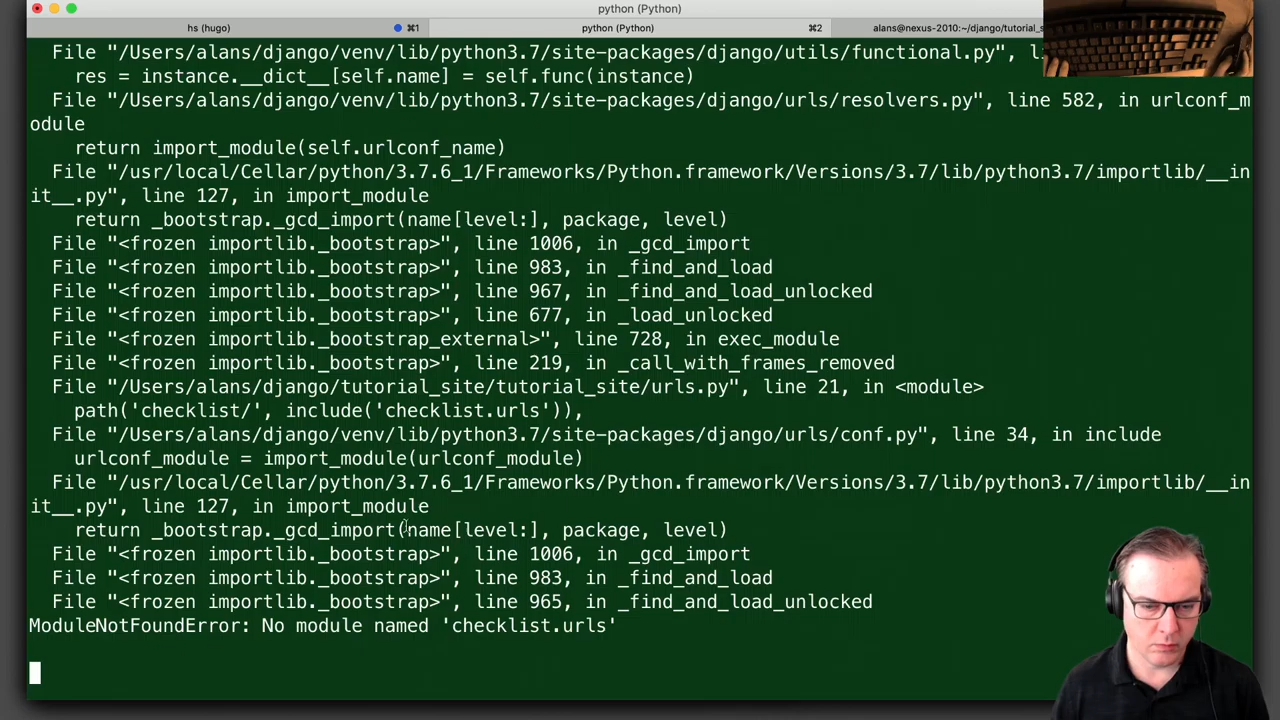 python (Python)
hs (hugo) ⌘1 python (Python) ⌘2 alans@nexus-2010:~/django/tutorial_s
File "/Users/alans/django/venv/lib/python3.7/site-packages/django/utils/functional.py",
res = instance.__dict__[self.name] = self.func(instance)
File "/Users/alans/django/venv/lib/python3.7/site-packages/django/urls/resolvers.py", line 582, in urlconf_m
odule
return import_module(self.urlconf_name)
File "/usr/local/Cellar/python/3.7.6_1/Frameworks/Python.framework/Versions/3.7/lib/python3.7/importlib/__in
it__.py", line 127, in import_module
return _bootstrap._gcd_import(name[level:], package, level)
File "<frozen importlib._bootstrap>", line 1006, in _gcd_import
File "<frozen importlib._bootstrap>", line 983, in _find_and_load
File "<frozen importlib._bootstrap>", line 967, in _find_and_load_unlocked
File "<frozen importlib._bootstrap>", line 677, in _load_unlocked
File "<frozen importlib._bootstrap_external>", line 728, in exec_module
File "<frozen importlib._bootstrap>", line 219, in _call_with_frames_removed
File "/Users/alans/django/tutorial_site/tutorial_site/urls.py", line 21, in <module>
path('checklist/', include('checklist.urls')),
File "/Users/alans/django/venv/lib/python3.7/site-packages/django/urls/conf.py", line 34, in include
urlconf_module = import_module(urlconf_module)
File "/usr/local/Cellar/python/3.7.6_1/Frameworks/Python.framework/Versions/3.7/lib/python3.7/importlib/__in
it__.py", line 127, in import_module
return _bootstrap._gcd_import(name[level:], package, level)
File "<frozen importlib._bootstrap>", line 1006, in _gcd_import
File "<frozen importlib._bootstrap>", line 983, in _find_and_load
File "<frozen importlib._bootstrap>", line 965, in _find_and_load_unlocked
ModuleNotFoundError: No module named 'checklist.urls'